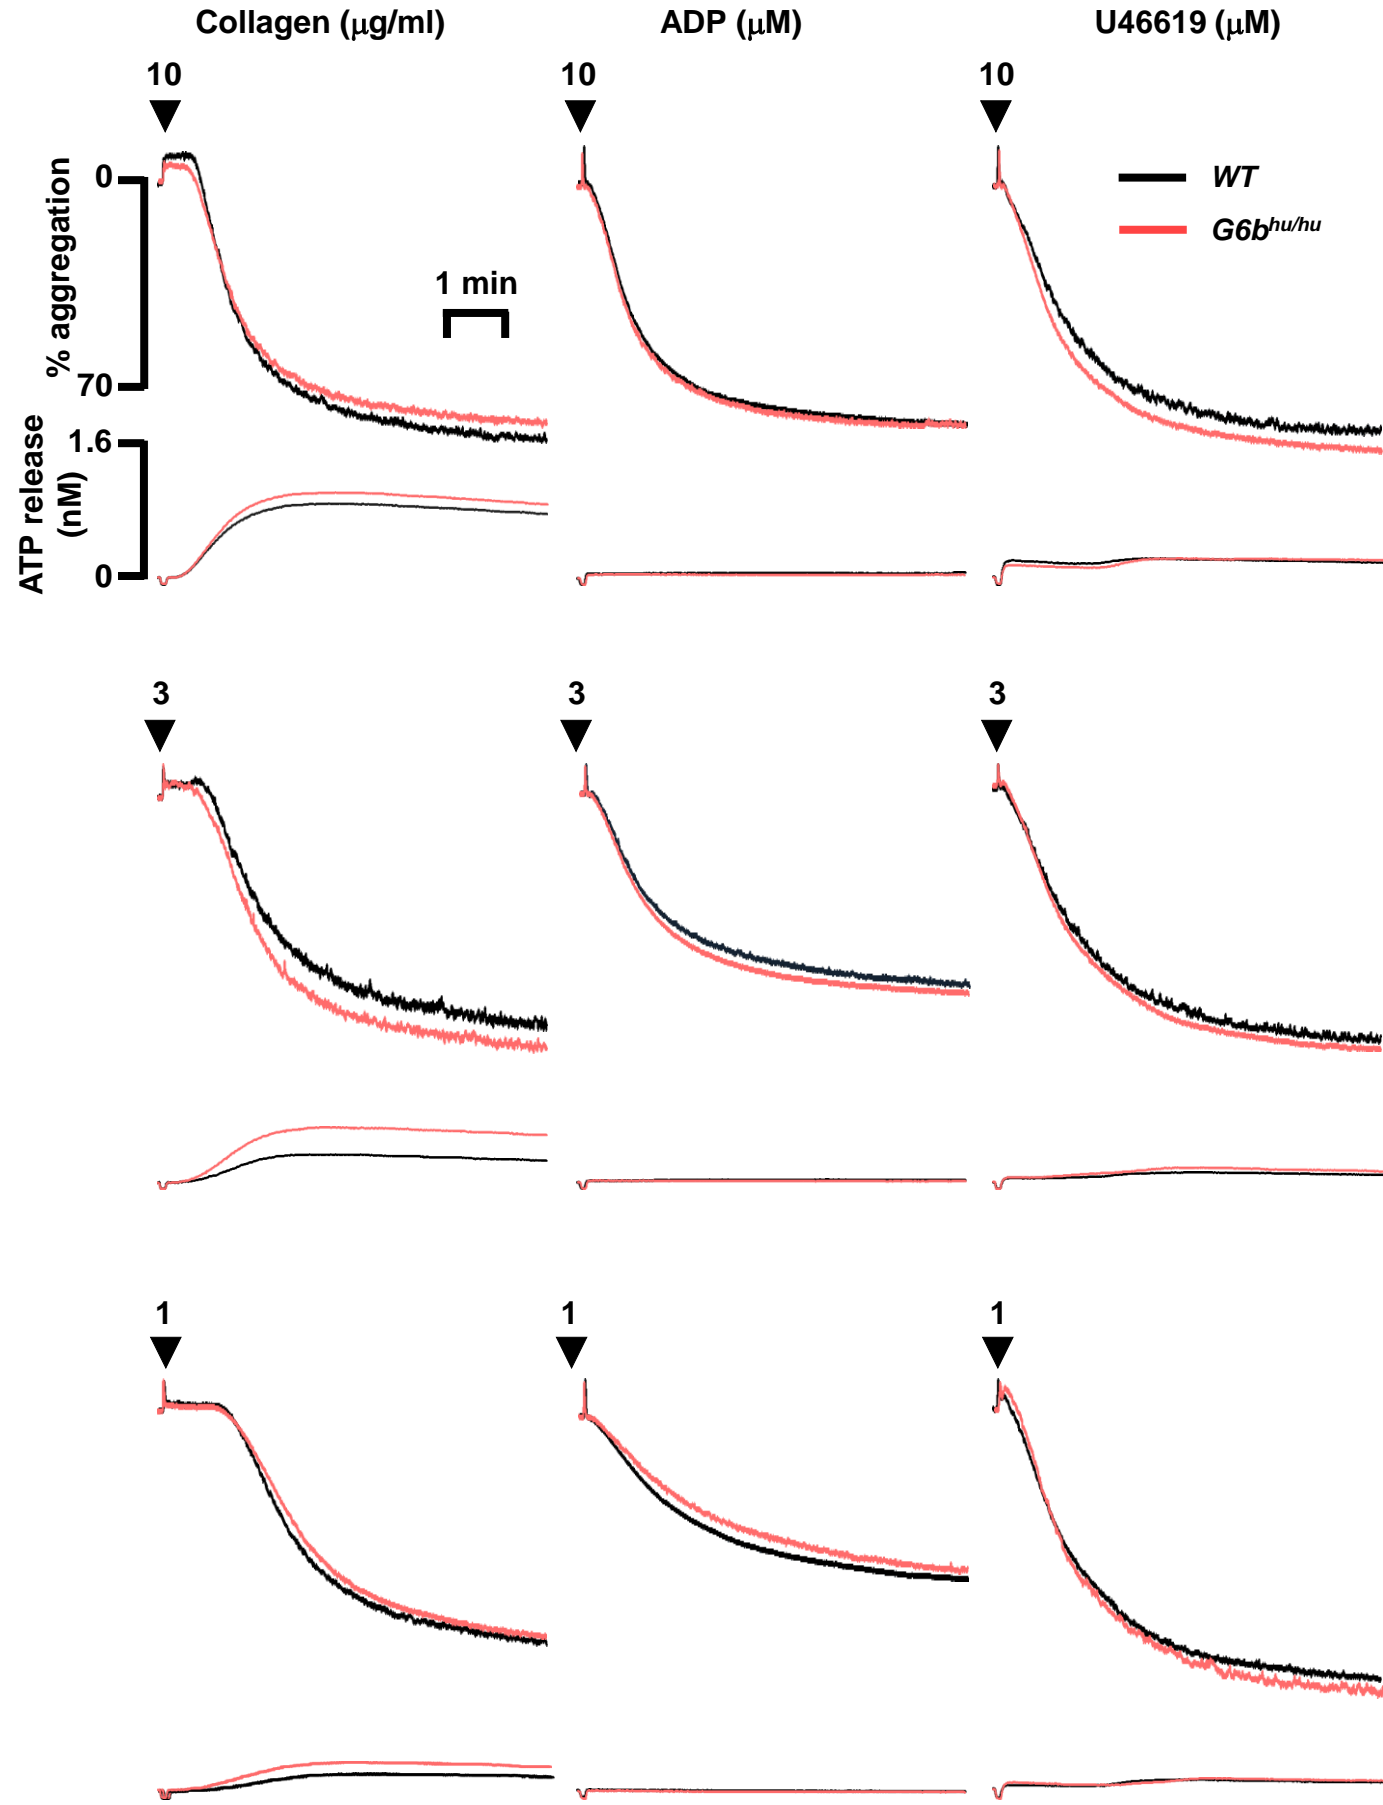 Collagen (μg/ml)
ADP (μM)
U46619 (μM)
10
10
10
% aggregation
0
70
1 min
WT
G6bhu/hu
ATP release
(nM)
1.6
0
3
3
3
1
1
1